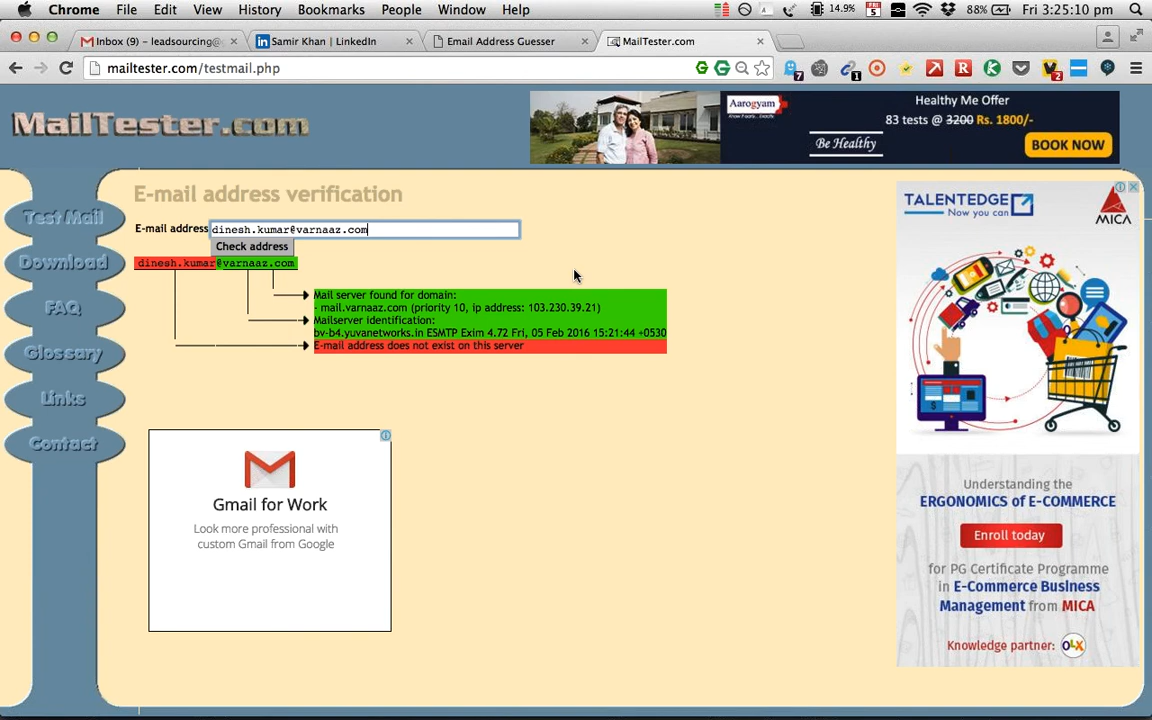 Chrome File Edit View History Bookmarks People Window Help 14.9% FRI 5 88% Fri 3:25:10 pm
Inbox (9) - leadsourcing@
Samir Khan | LinkedIn
Email Address Guesser
MailTester.com
mailtester.com/testmail.php
7
1
2
MailTester.com
Aarogyam
Be Healthy
Healthy Me Offer
83 tests @ 3200 Rs. 1800/-
BOOK NOW
Test Mail
Download
FAQ
Glossary
Links
Contact
E-mail address verification
E-mail address dinesh.kumar@varnaaz.com
Check address
dinesh.kumar@varnaaz.com
Mail server found for domain:
- mail.varnaaz.com (priority 10, ip address: 103.230.39.21)
Mailserver identification:
bv-b4.yuvanetworks.in ESMTP Exim 4.72 Fri, 05 Feb 2016 15:21:44 +0530
E-mail address does not exist on this server
Gmail for Work
Look more professional with
custom Gmail from Google
TALENTEDGE
Now you can
MICA
Understanding the
ERGONOMICS of E-COMMERCE
Enroll today
for PG Certificate Programme
in E-Commerce Business
Management from MICA
Knowledge partner: OLX